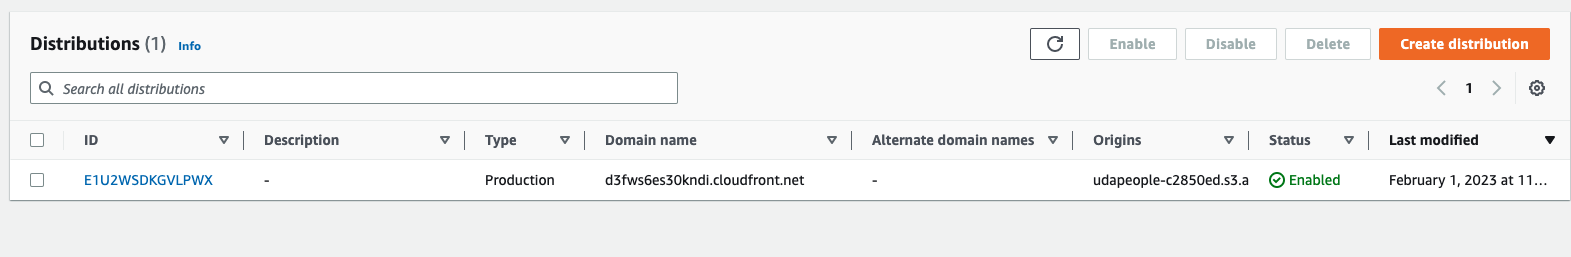 Distributions (1) Info
Enable Disable Delete Create distribution
Search all distributions
1
ID Description Type Domain name Alternate domain names Origins Status Last modified
E1U2WSDKGVLPWX - Production d3fws6es30kndi.cloudfront.net - udapeople-c2850ed.s3.a Enabled February 1, 2023 at 11...